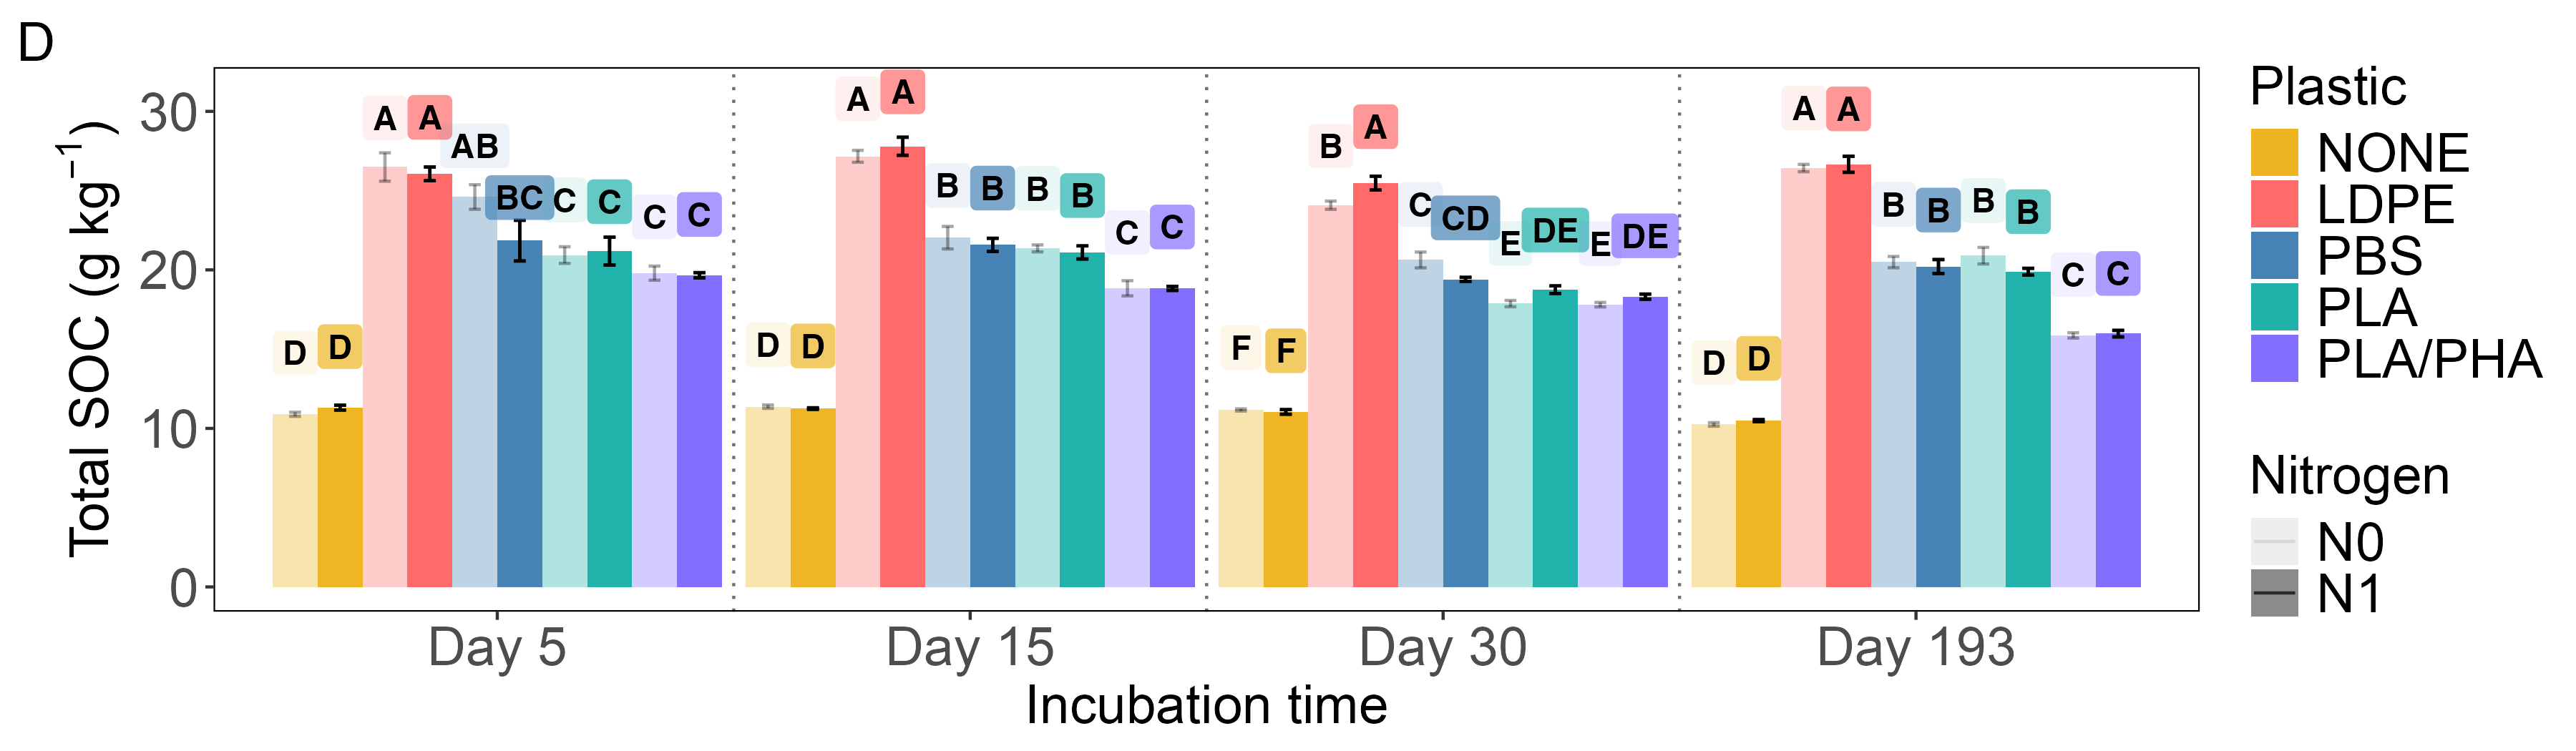 D
Total SOC (g kg⁻¹)
30
20
10
0
D D A A AB BC C C C C
D D A A B B B B C C
F F B A C CD E DE E DE
D D A A B B B B C C
Day 5 Day 15 Day 30 Day 193
Incubation time
Plastic
NONE
LDPE
PBS
PLA
PLA/PHA
Nitrogen
N0
N1